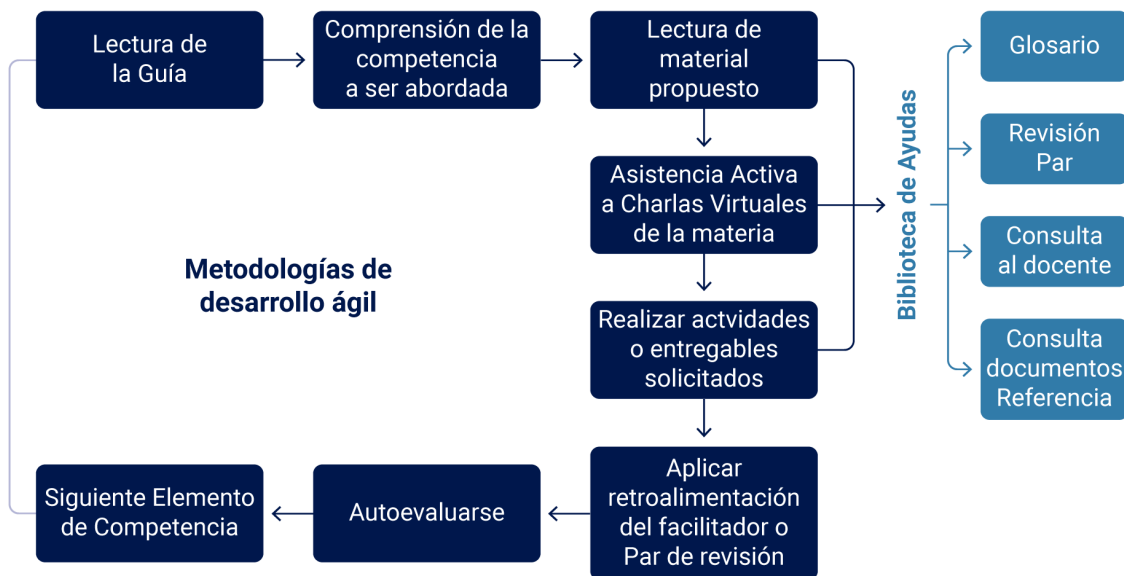 Lectura de
la Guía
Comprensión de la
competencia
a ser abordada
Lectura de
material
propuesto
Asistencia Activa
a Charlas Virtuales
de la materia
Realizar actvidades
o entregables
solicitados
Aplicar
retroalimentación
del facilitador o
Par de revisión
Autoevaluarse
Siguiente Elemento
de Competencia
Metodologías de
desarrollo ágil
Biblioteca de Ayudas
Glosario
Revisión
Par
Consulta
al docente
Consulta
documentos
Referencia